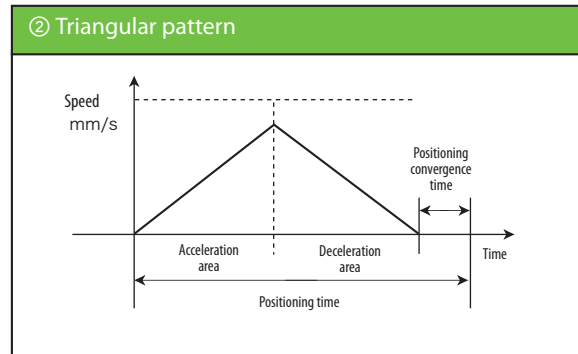 ② Triangular pattern
Speed
mm/s
Positioning
convergence
time
Acceleration
area
Deceleration
area
Time
Positioning time